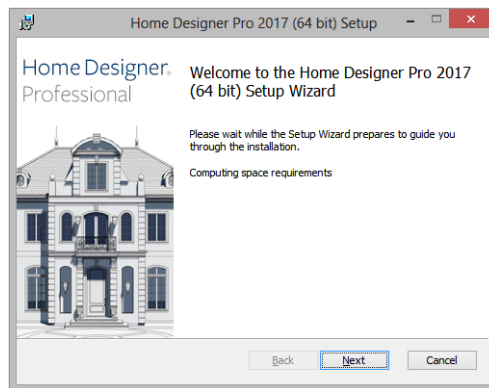 Home Designer Pro 2017 (64 bit) Setup
Home Designer.
Professional
Welcome to the Home Designer Pro 2017
(64 bit) Setup Wizard
Please wait while the Setup Wizard prepares to guide you
through the installation.
Computing space requirements
Back
Next
Cancel